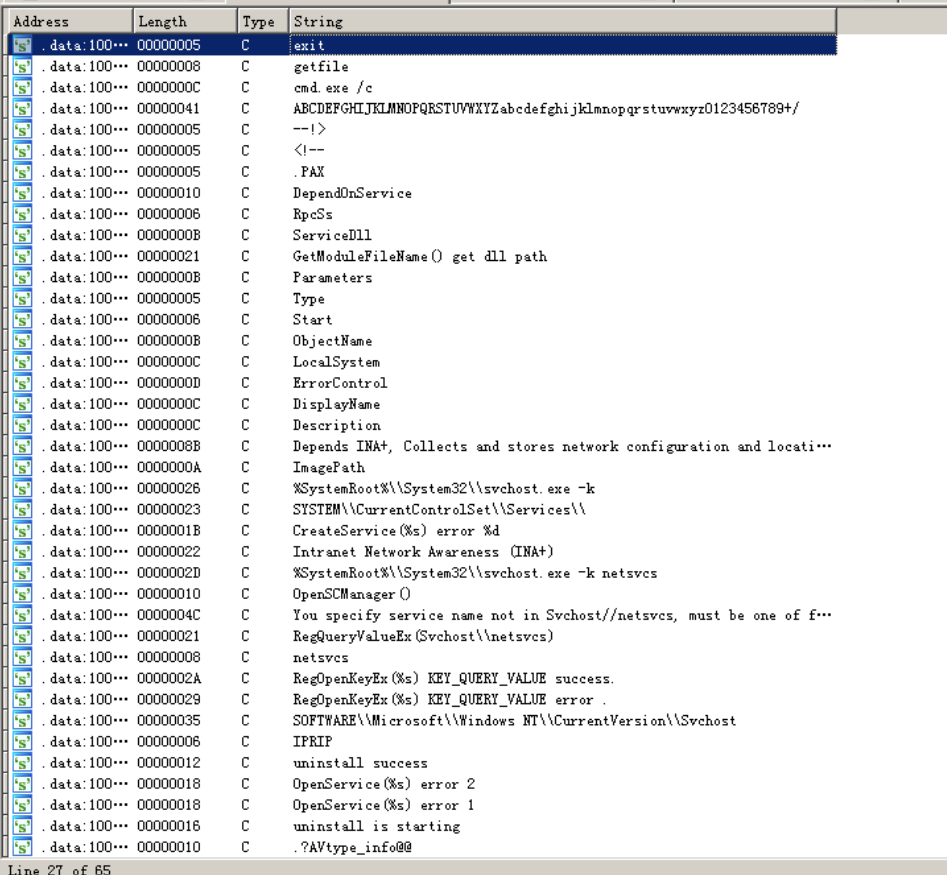 Address Length Type String
's' .data:100… 00000005 C exit
's' .data:100… 00000008 C getfile
's' .data:100… 0000000C C cmd.exe /c
's' .data:100… 00000041 C ABCDEFGHIJKLMNOPQRSTUVWXYZabcdefghijklmnopqrstuvwxyz0123456789+/
's' .data:100… 00000005 C --!>
's' .data:100… 00000005 C <!--
's' .data:100… 00000005 C .PAX
's' .data:100… 00000010 C DependOnService
's' .data:100… 00000006 C RpcSs
's' .data:100… 0000000B C ServiceDll
's' .data:100… 00000021 C GetModuleFileName() get dll path
's' .data:100… 0000000B C Parameters
's' .data:100… 00000005 C Type
's' .data:100… 00000006 C Start
's' .data:100… 0000000B C ObjectName
's' .data:100… 0000000C C LocalSystem
's' .data:100… 0000000D C ErrorControl
's' .data:100… 0000000C C DisplayName
's' .data:100… 0000000C C Description
's' .data:100… 0000008B C Depends INA+, Collects and stores network configuration and locati…
's' .data:100… 0000000A C ImagePath
's' .data:100… 00000026 C %SystemRoot%\\System32\\svchost.exe -k
's' .data:100… 00000023 C SYSTEM\\CurrentControlSet\\Services\\
's' .data:100… 0000001B C CreateService(%s) error %d
's' .data:100… 00000022 C Intranet Network Awareness (INA+)
's' .data:100… 0000002D C %SystemRoot%\\System32\\svchost.exe -k netsvcs
's' .data:100… 00000010 C OpenSCManager()
's' .data:100… 0000004C C You specify service name not in Svchost//netsvcs, must be one of f…
's' .data:100… 00000021 C RegQueryValueEx(Svchost\\netsvcs)
's' .data:100… 00000008 C netsvcs
's' .data:100… 0000002A C RegOpenKeyEx(%s) KEY_QUERY_VALUE success.
's' .data:100… 00000029 C RegOpenKeyEx(%s) KEY_QUERY_VALUE error .
's' .data:100… 00000035 C SOFTWARE\\Microsoft\\Windows NT\\CurrentVersion\\Svchost
's' .data:100… 00000006 C IPRIP
's' .data:100… 00000012 C uninstall success
's' .data:100… 00000018 C OpenService(%s) error 2
's' .data:100… 00000018 C OpenService(%s) error 1
's' .data:100… 00000016 C uninstall is starting
's' .data:100… 00000010 C .?AVtype_info@@
Line 27 of 65